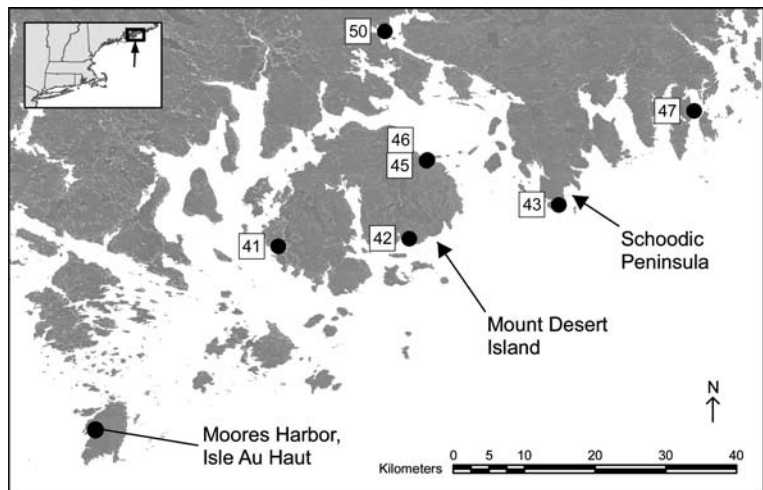 50
47
46
45
43
41
42
Schoodic
Peninsula
Mount Desert
Island
Moores Harbor,
Isle Au Haut
N
Kilometers 0 5 10 20 30 40